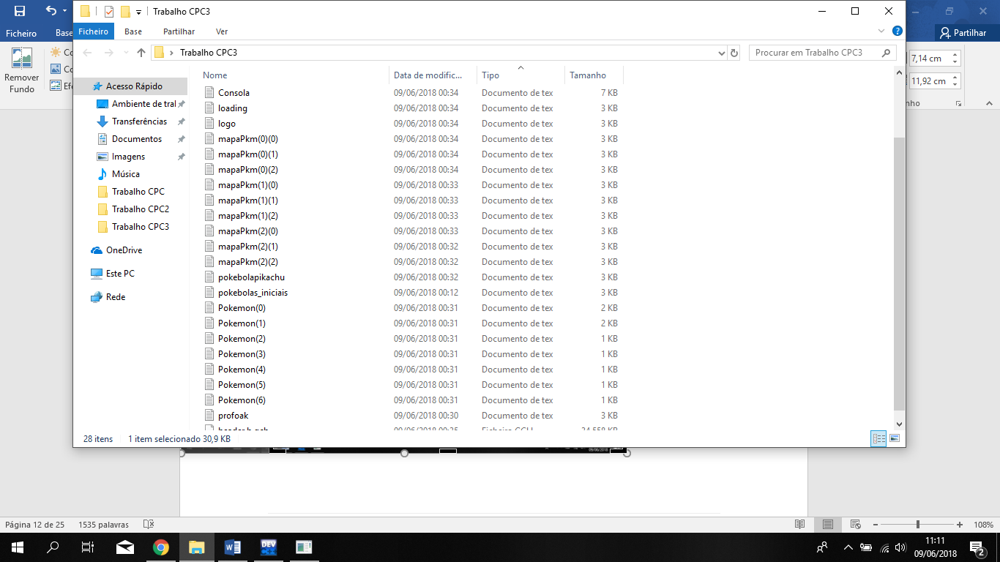 Trabalho CPC3
Ficheiro Base Partilhar Ver
Ficheiro Base
Partilhar
Trabalho CPC3
Procurar em Trabalho CPC3
7,14 cm
11,92 cm
Remover
Fundo
Nome Data de modific... Tipo Tamanho
Acesso Rápido
Ambiente de tral
Transferências
Documentos
Imagens
Música
Trabalho CPC
Trabalho CPC2
Trabalho CPC3
OneDrive
Este PC
Rede
Consola 09/06/2018 00:34 Documento de tex 7 KB
loading 09/06/2018 00:34 Documento de tex 3 KB
logo 09/06/2018 00:34 Documento de tex 3 KB
mapaPkm(0)(0) 09/06/2018 00:34 Documento de tex 3 KB
mapaPkm(0)(1) 09/06/2018 00:34 Documento de tex 3 KB
mapaPkm(0)(2) 09/06/2018 00:34 Documento de tex 3 KB
mapaPkm(1)(0) 09/06/2018 00:33 Documento de tex 3 KB
mapaPkm(1)(1) 09/06/2018 00:33 Documento de tex 3 KB
mapaPkm(1)(2) 09/06/2018 00:33 Documento de tex 3 KB
mapaPkm(2)(0) 09/06/2018 00:33 Documento de tex 3 KB
mapaPkm(2)(1) 09/06/2018 00:32 Documento de tex 3 KB
mapaPkm(2)(2) 09/06/2018 00:32 Documento de tex 3 KB
pokebolapikachu 09/06/2018 00:32 Documento de tex 3 KB
pokebolas_iniciais 09/06/2018 00:12 Documento de tex 3 KB
Pokemon(0) 09/06/2018 00:31 Documento de tex 2 KB
Pokemon(1) 09/06/2018 00:31 Documento de tex 2 KB
Pokemon(2) 09/06/2018 00:31 Documento de tex 1 KB
Pokemon(3) 09/06/2018 00:31 Documento de tex 1 KB
Pokemon(4) 09/06/2018 00:31 Documento de tex 1 KB
Pokemon(5) 09/06/2018 00:31 Documento de tex 1 KB
Pokemon(6) 09/06/2018 00:31 Documento de tex 1 KB
profoak 09/06/2018 00:30 Documento de tex 3 KB
28 itens 1 item selecionado 30,9 KB
Página 12 de 25 1535 palavras
108%
DEV
11:11
09/06/2018
2